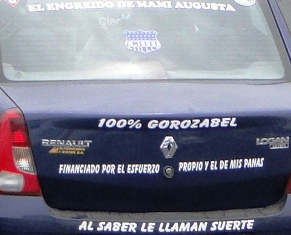 EL ENGREIDO DE MAMI AUGUSTA
EMELEC
100% GOROZABEL
RENAULT
LOGAN
FINANCIADO POR EL ESFUERZO PROPIO Y EL DE MIS PANAS
AL SABER LE LLAMAN SUERTE